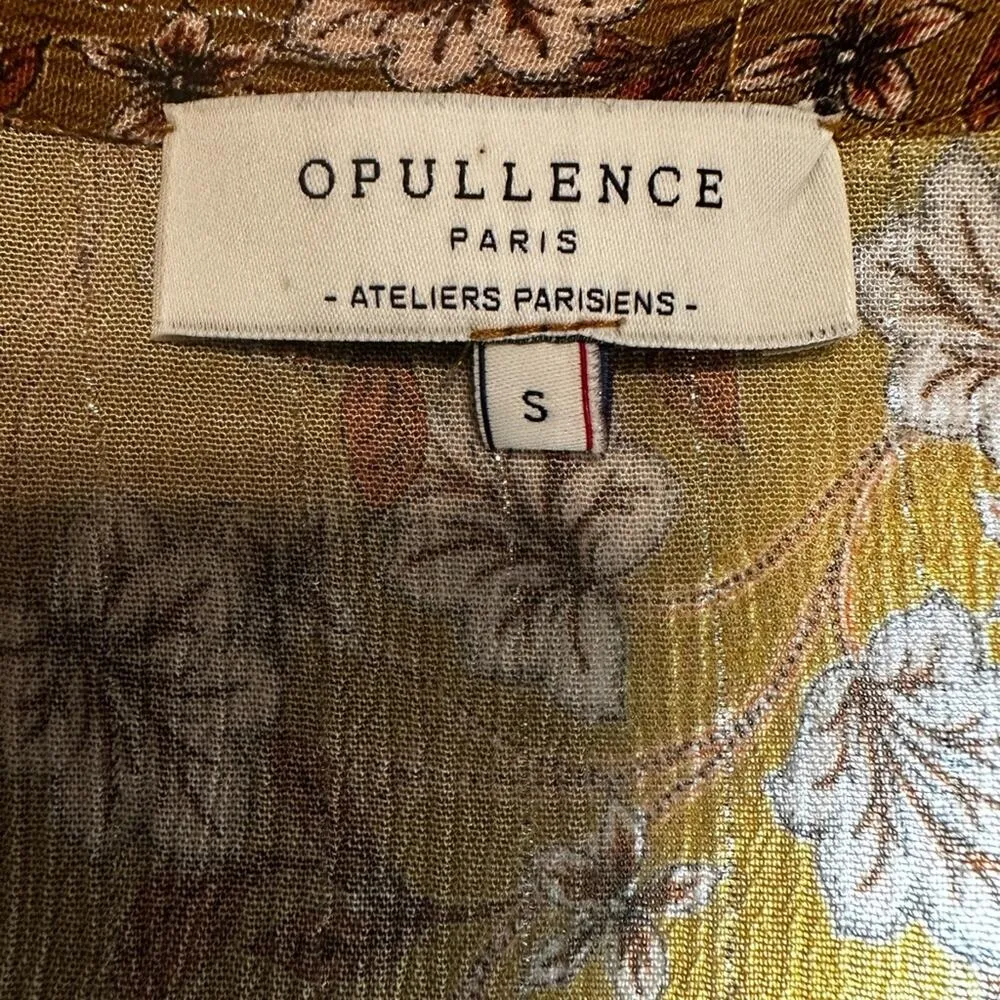 OPULLENCE
PARIS
- ATELIERS PARISIENS -
S